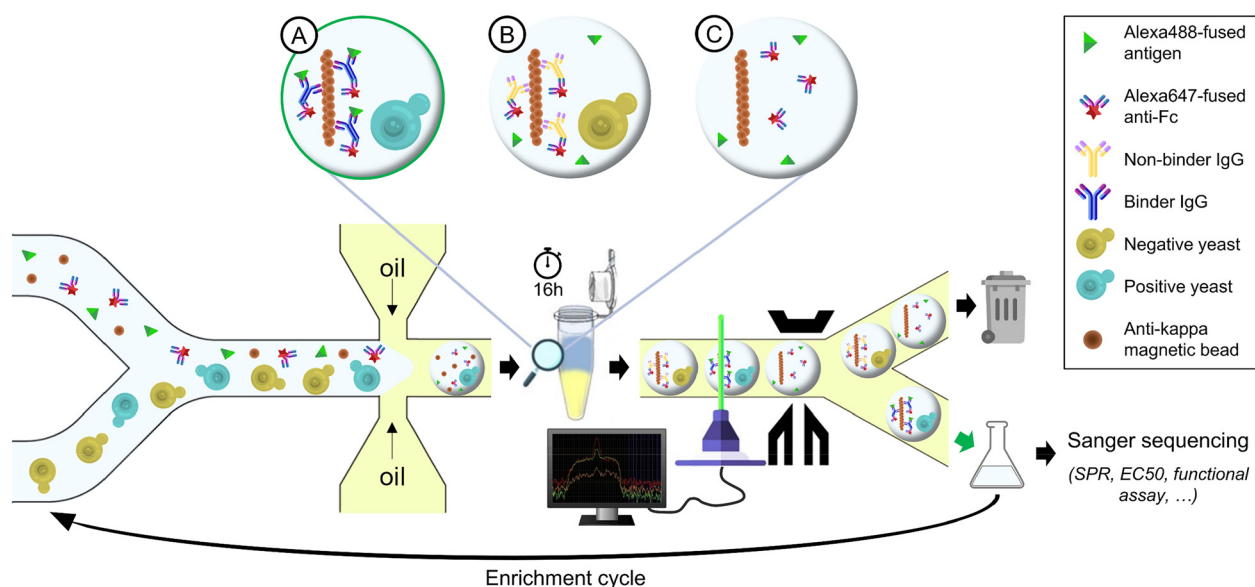 A
B
C
Alexa488-fused
antigen
Alexa647-fused
anti-Fc
Non-binder IgG
Binder IgG
Negative yeast
Positive yeast
Anti-kappa
magnetic bead
oil
16h
oil
Sanger sequencing
(SPR, EC50, functional
assay, ...)
Enrichment cycle